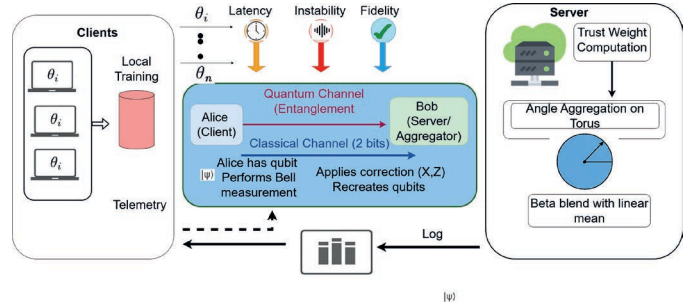 Clients
θi
θi
θi
Local
Training
Telemetry
θi
θn
Latency
Instability
Fidelity
Quantum Channel
(Entanglement
Alice
(Client)
Bob
(Server/
Aggregator)
Classical Channel (2 bits)
Alice has qubit
|ψ⟩ Performs Bell
measurement
Applies correction (X,Z)
Recreates qubits
Log
Server
Trust Weight
Computation
Angle Aggregation on
Torus
Beta blend with linear
mean
|ψ⟩